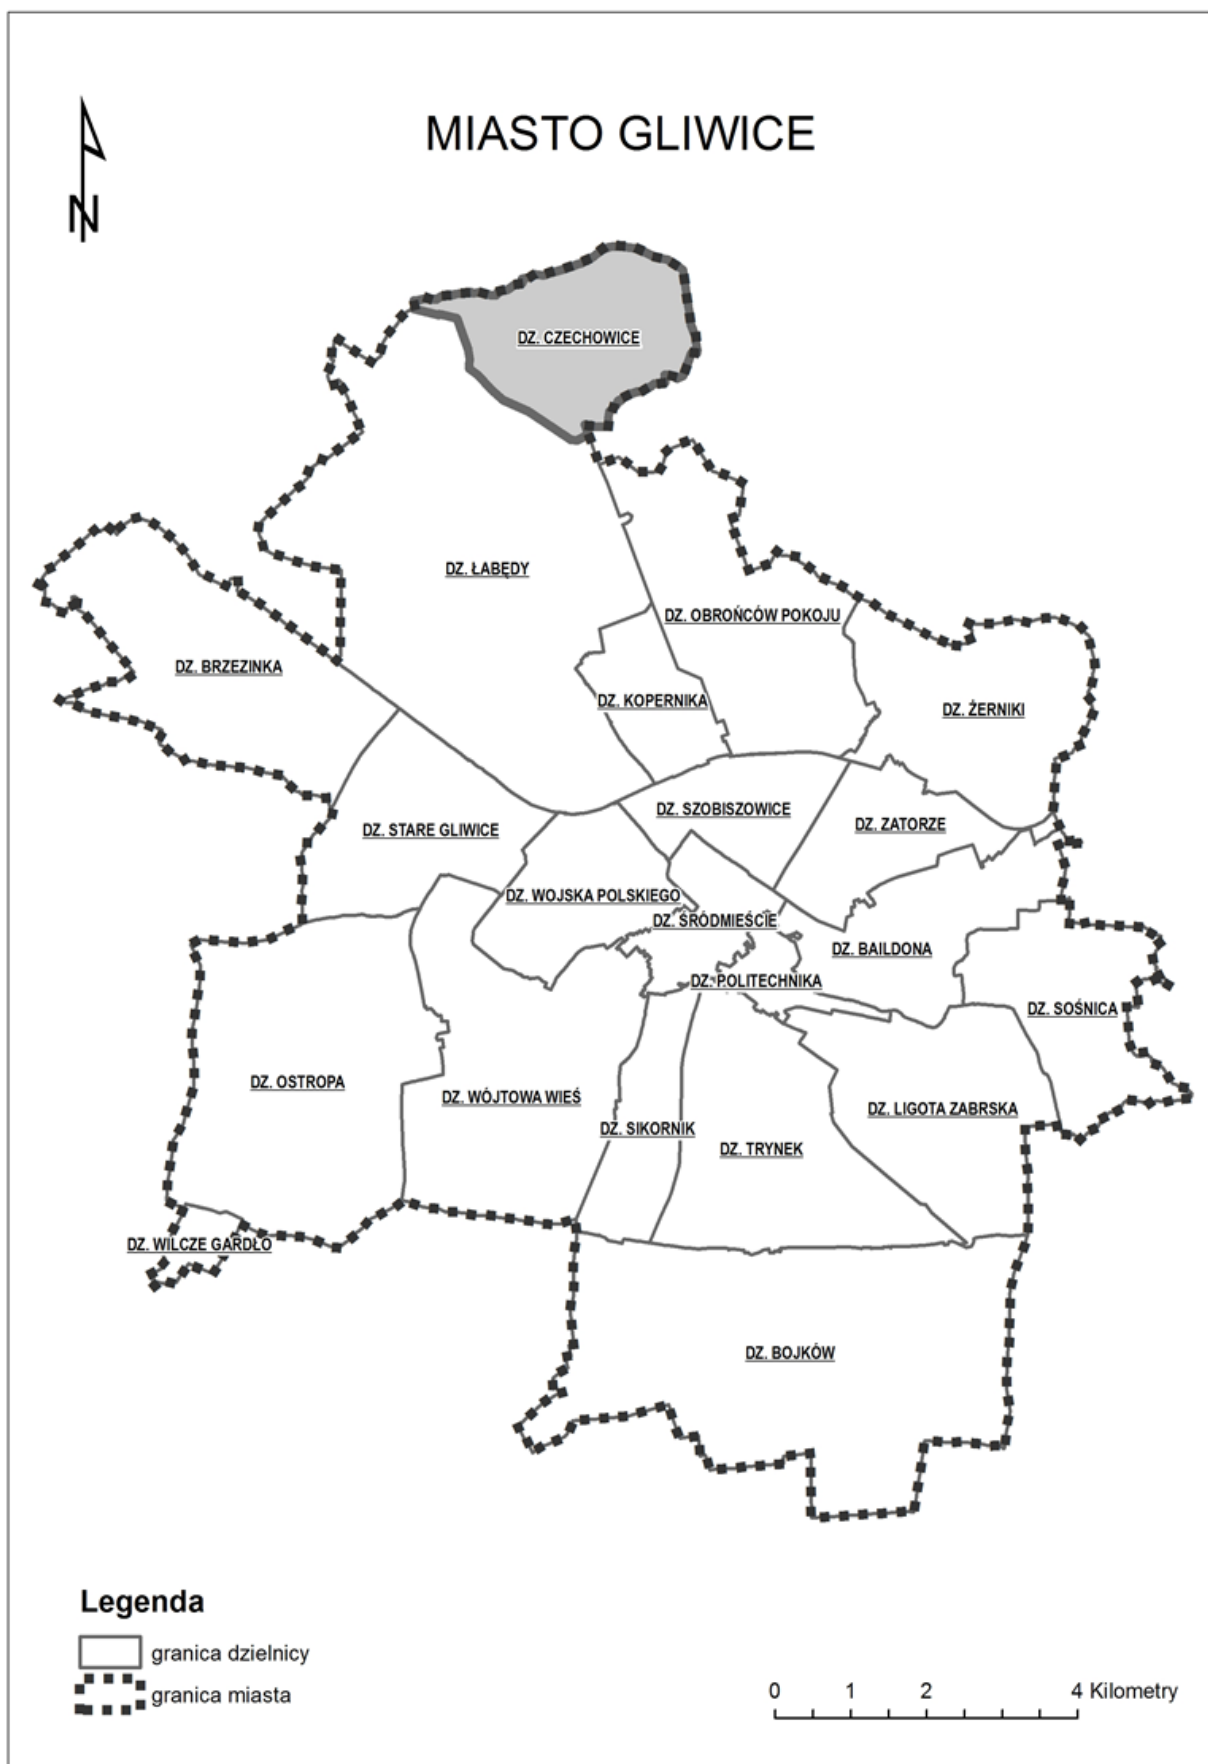 MIASTO GLIWICE
N
DZ. CZECHOWICE
DZ. ŁABĘDY
DZ. OBROŃCÓW POKOJU
DZ. BRZEZINKA
DZ. KOPERNIKA
DZ. ŻERNIKI
DZ. SZOBISZOWICE
DZ. STARE GLIWICE
DZ. ZATORZE
DZ. WOJSKA POLSKIEGO
DZ. ŚRÓDMIEŚCIE
DZ. BAILDONA
DZ. POLITECHNIKA
DZ. SOŚNICA
DZ. OSTROPA
DZ. WÓJTOWA WIEŚ
DZ. LIGOTA ZABRSKA
DZ. SIKORNIK
DZ. TRYNEK
DZ. WILCZE GARDŁO
DZ. BOJKÓW
Legenda
granica dzielnicy
granica miasta
0 1 2 4 Kilometry